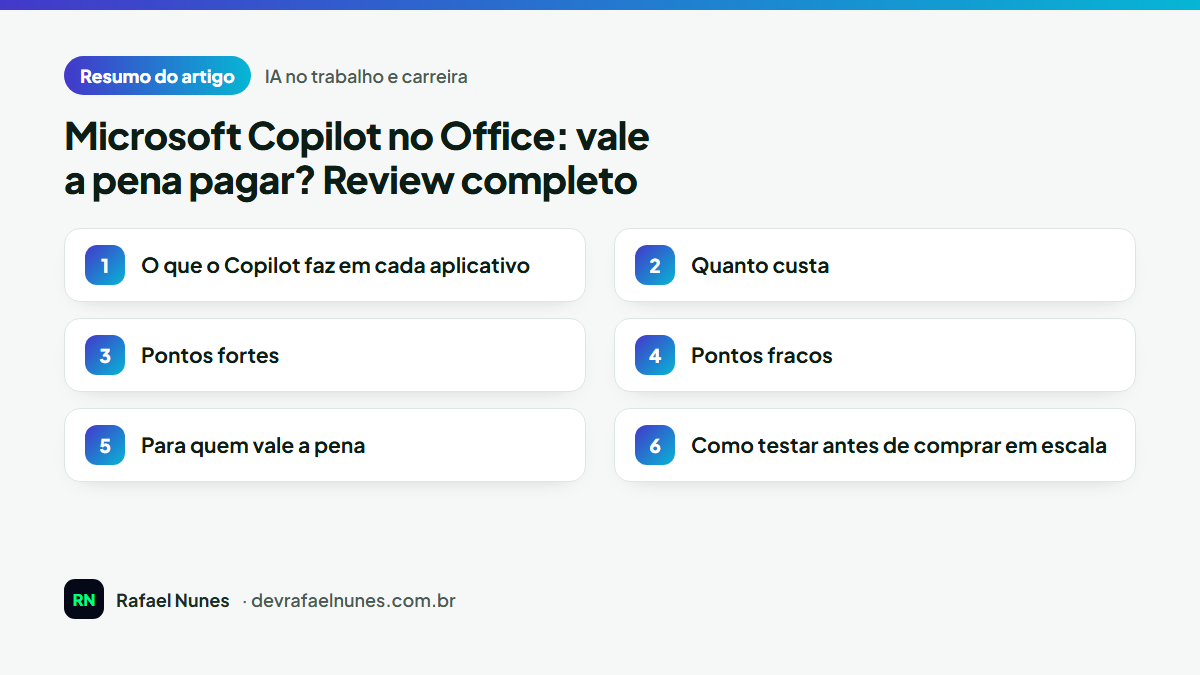 Resumo do artigo
IA no trabalho e carreira
Microsoft Copilot no Office: vale
a pena pagar? Review completo
1 O que o Copilot faz em cada aplicativo
2 Quanto custa
3 Pontos fortes
4 Pontos fracos
5 Para quem vale a pena
6 Como testar antes de comprar em escala
RN Rafael Nunes · devrafaelnunes.com.br